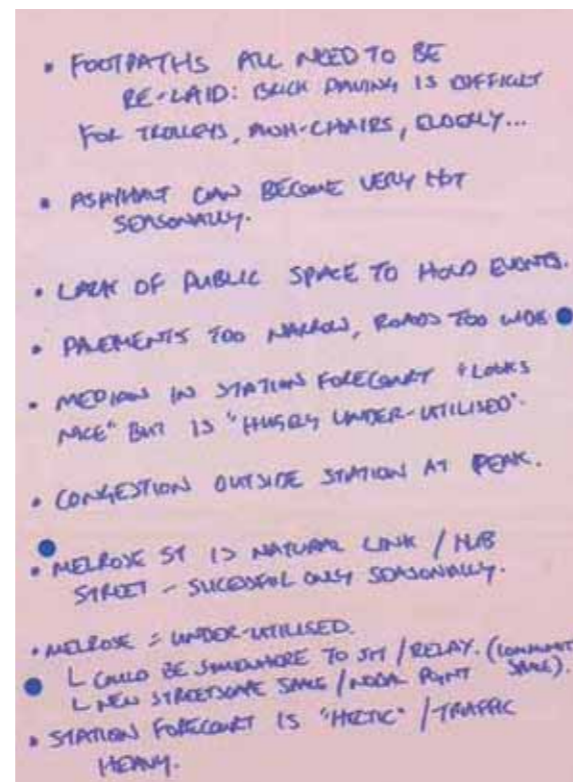 • FOOTPATHS ALL NEED TO BE
RE-LAID: BRICK PAVING IS DIFFICULT
FOR TROLLEYS, PUSH-CHAIRS, ELDERLY...
• ASPHALT CAN BECOME VERY HOT
SEASONALLY.
• LACK OF PUBLIC SPACE TO HOLD EVENTS.
• PAVEMENTS TOO NARROW, ROADS TOO WIDE
• MEDIAN IN STATION FORECOURT "LOOKS
NICE" BUT IS "HUGELY UNDER-UTILISED".
• CONGESTION OUTSIDE STATION AT PEAK.
• MELROSE ST IS NATURAL LINK / HUB
STREET - SUCESSFUL ONLY SEASONALLY.
• MELROSE = UNDER-UTILISED.
L COULD BE SOMEWHERE TO SIT / RELAX. (COMMUNITY
L NEW STREETSCAPE SPACE / NODAL POINT SPACE).
• STATION FORECOURT IS "HECTIC" / TRAFFIC
HEAVY.